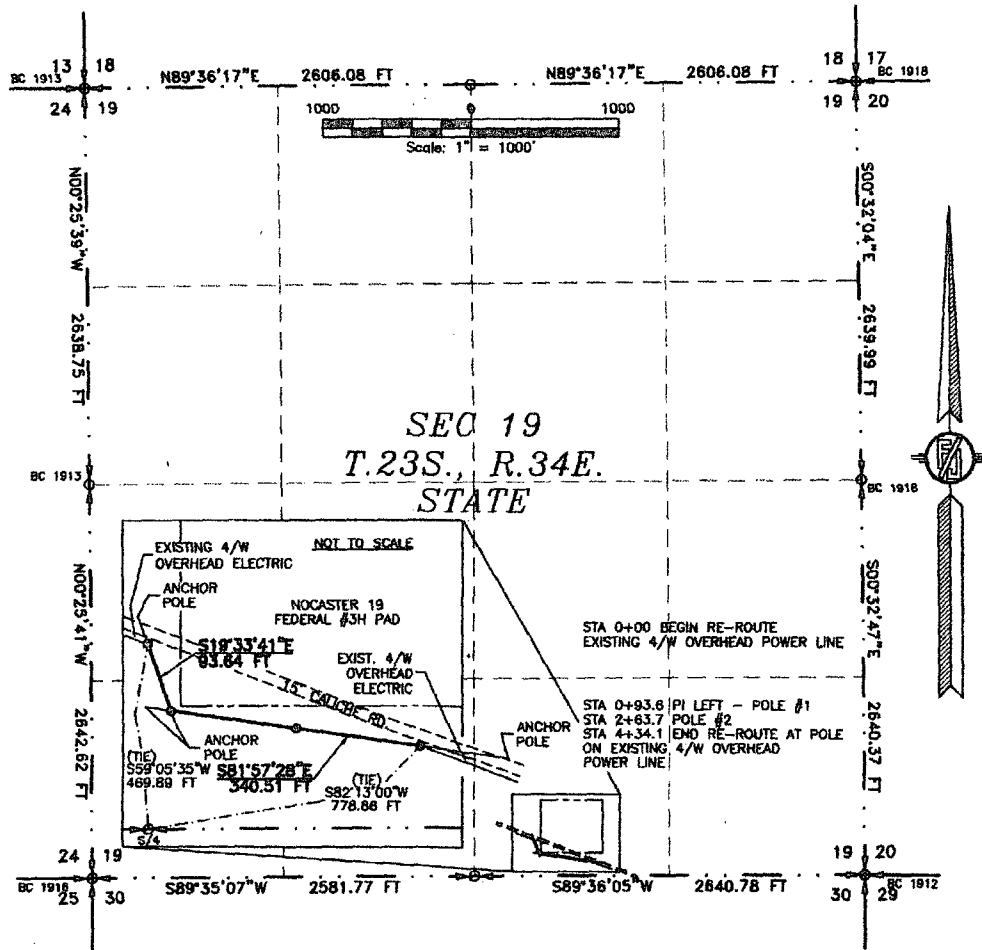 13 18
BC 1913
24 19
N89°36'17"E 2606.08 FT
N89°36'17"E 2606.08 FT
18 17
BC 1918
19 20
1000 0 1000
Scale: 1" = 1000'
N00°25'39"W 2638.75 FT
S00°32'04"E 2639.99 FT
SEC 19
T.23S., R.34E.
STATE
BC 1913
BC 1918
NOT TO SCALE
EXISTING 4/W
OVERHEAD ELECTRIC
ANCHOR
POLE
NOCASTER 19
FEDERAL #3H PAD
S19°33'41"E
93.64 FT
EXIST. 4/W
OVERHEAD
ELECTRIC
15' CALICHE RD
ANCHOR
POLE
ANCHOR
POLE
(TIE)
S59°05'35"W
469.89 FT
S81°57'28"E
340.51 FT
(TIE)
S82°13'00"W
778.86 FT
S/4
N00°25'41"W 2642.62 FT
S00°32'47"E 2640.37 FT
STA 0+00 BEGIN RE-ROUTE
EXISTING 4/W OVERHEAD POWER LINE
STA 0+93.6 PI LEFT - POLE #1
STA 2+63.7 POLE #2
STA 4+34.1 END RE-ROUTE AT POLE
ON EXISTING 4/W OVERHEAD
POWER LINE
24 19
BC 1918
25 30
S89°35'07"W 2581.77 FT
S89°36'05"W 2640.78 FT
19 20
BC 1912
30 29